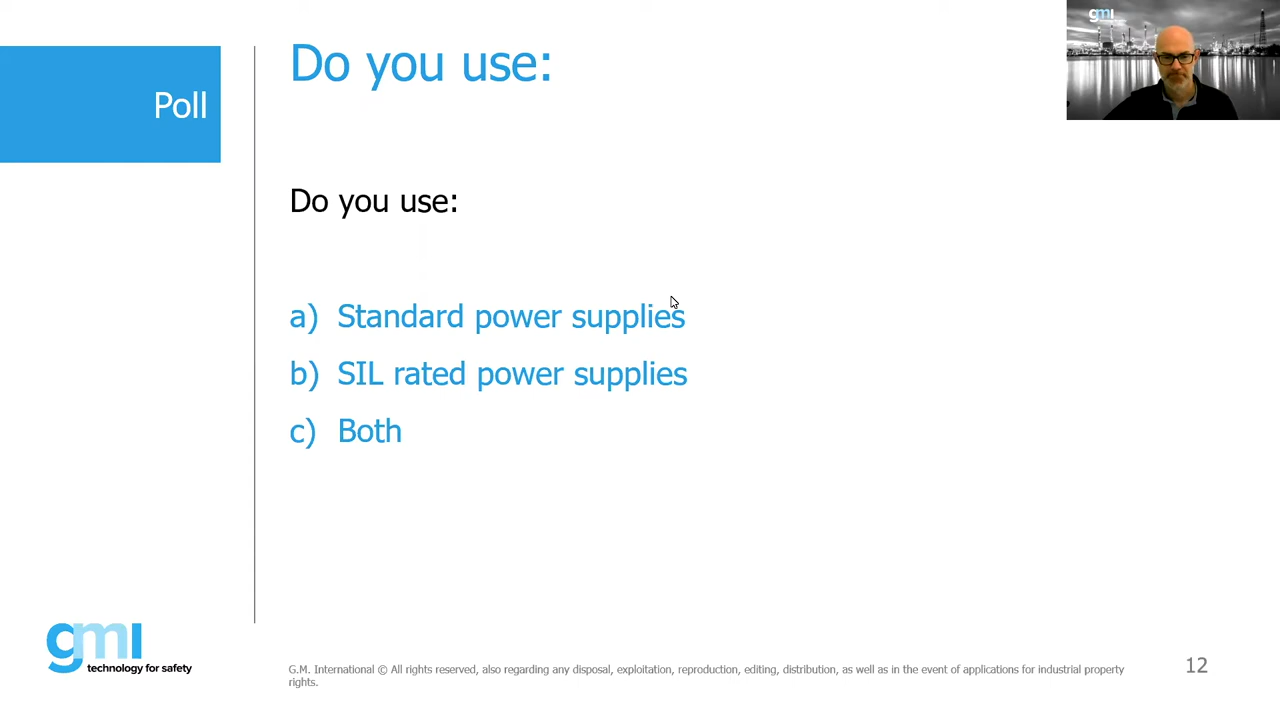 Poll
Do you use:
gmi
Do you use:
a) Standard power supplies
b) SIL rated power supplies
c) Both
gmi
technology for safety
G.M. International © All rights reserved, also regarding any disposal, exploitation, reproduction, editing, distribution, as well as in the event of applications for industrial property
rights.
12